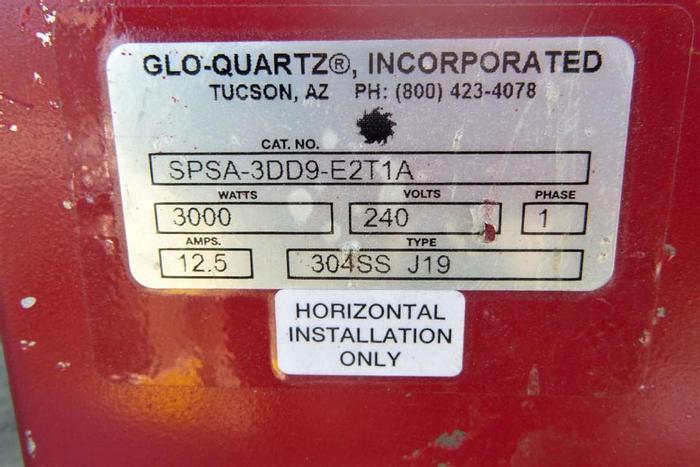 GLO-QUARTZ®, INCORPORATED
TUCSON, AZ PH: (800) 423-4078
CAT. NO.
SPSA-3DD9-E2T1A
WATTS VOLTS PHASE
3000 240 1
AMPS. TYPE
12.5 304SS J19
HORIZONTAL
INSTALLATION
ONLY